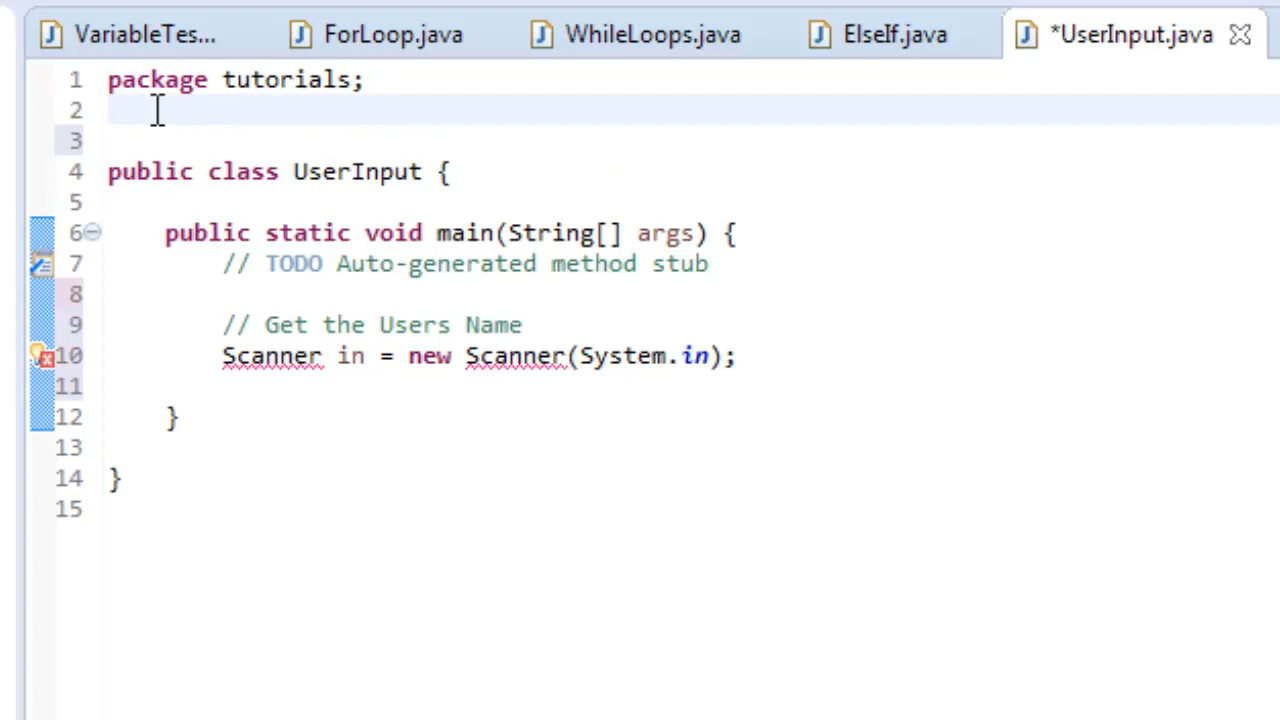 VariableTes... ForLoop.java WhileLoops.java ElseIf.java *UserInput.java
1 package tutorials;
2
3
4 public class UserInput {
5
6 public static void main(String[] args) {
7 // TODO Auto-generated method stub
8
9 // Get the Users Name
10 Scanner in = new Scanner(System.in);
11
12 }
13
14 }
15